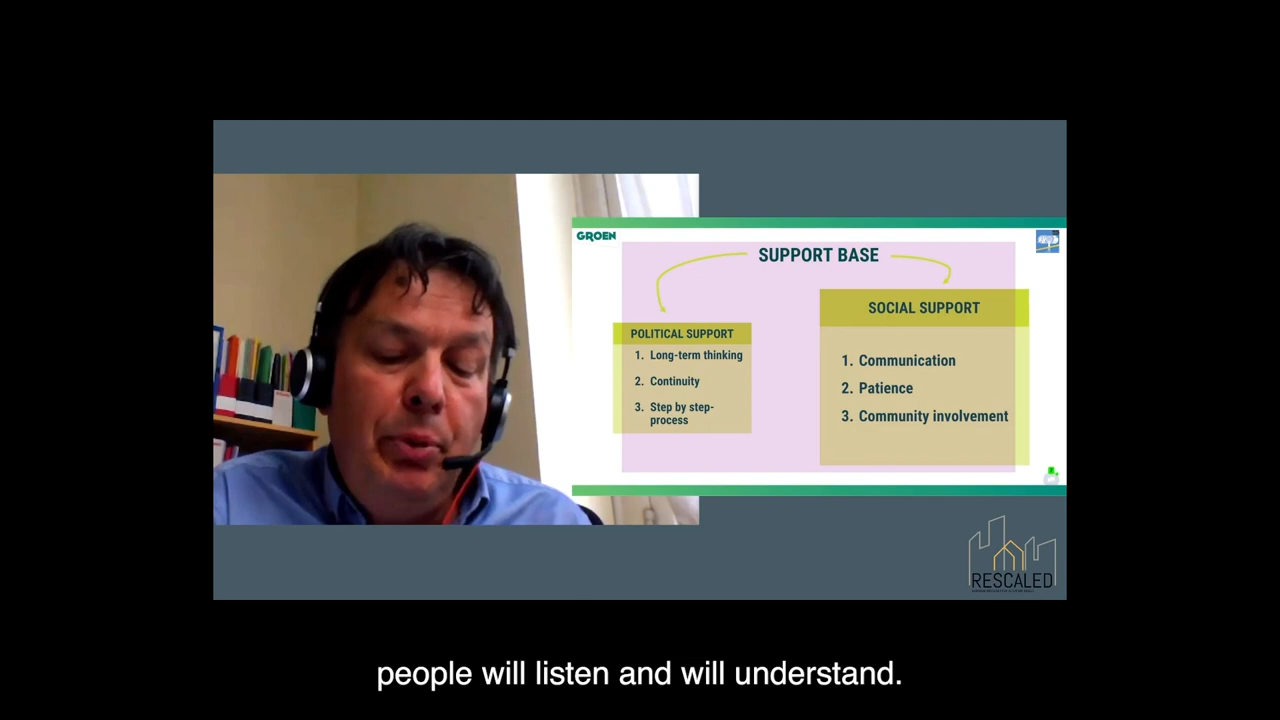 GROEN
SUPPORT BASE
POLITICAL SUPPORT
1. Long-term thinking
2. Continuity
3. Step by step-
process
SOCIAL SUPPORT
1. Communication
2. Patience
3. Community involvement
RESCALED
people will listen and will understand.